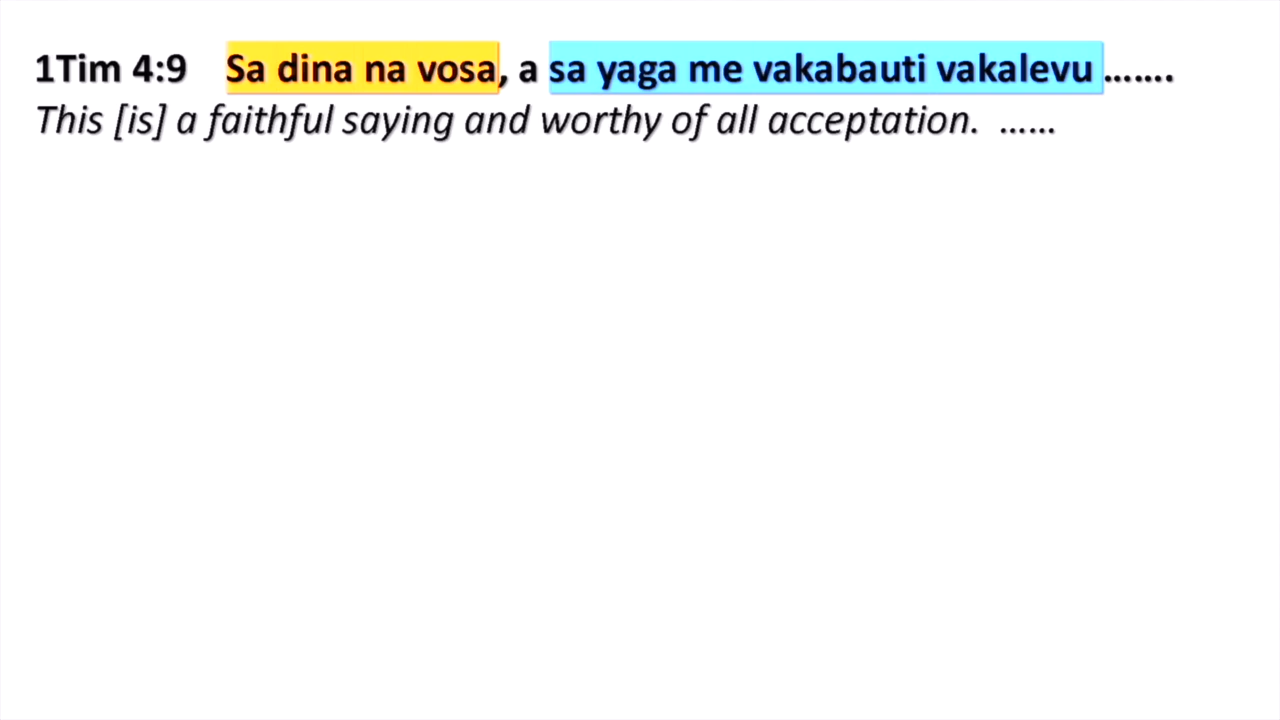 1Tim 4:9 Sa dina na vosa, a sa yaga me vakabauti vakalevu …….
This [is] a faithful saying and worthy of all acceptation. ……